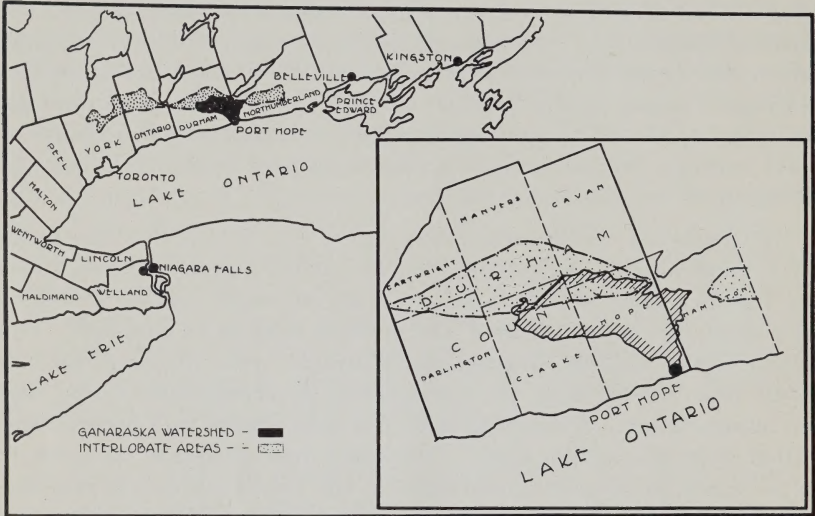 KINGSTON
BELLEVILLE
PRINCE
EDWARD
NORTHUMBERLAND
DURHAM
ONTARIO
YORK
PEEL
PORT HOPE
TORONTO
LAKE ONTARIO
HALTON
WENTWORTH
LINCOLN
NIAGARA FALLS
WELLAND
HALDIMAND
LAKE ERIE
GANARASKA WATERSHED -
INTERLOBATE AREAS - -
CAVAN
MANVERS
CARTWRIGHT
DURHAM
COUN
HOPE
HAMILTON
DARLINGTON
CLARKE
PORT HOPE
LAKE ONTARIO